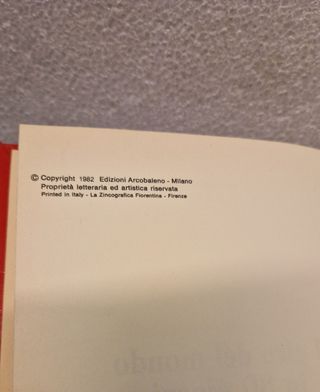 © Copyright 1982 Edizioni Arcobaleno - Milano
Proprietà letteraria ed artistica riservata
Printed in Italy - La Zincografica Fiorentina - Firenze